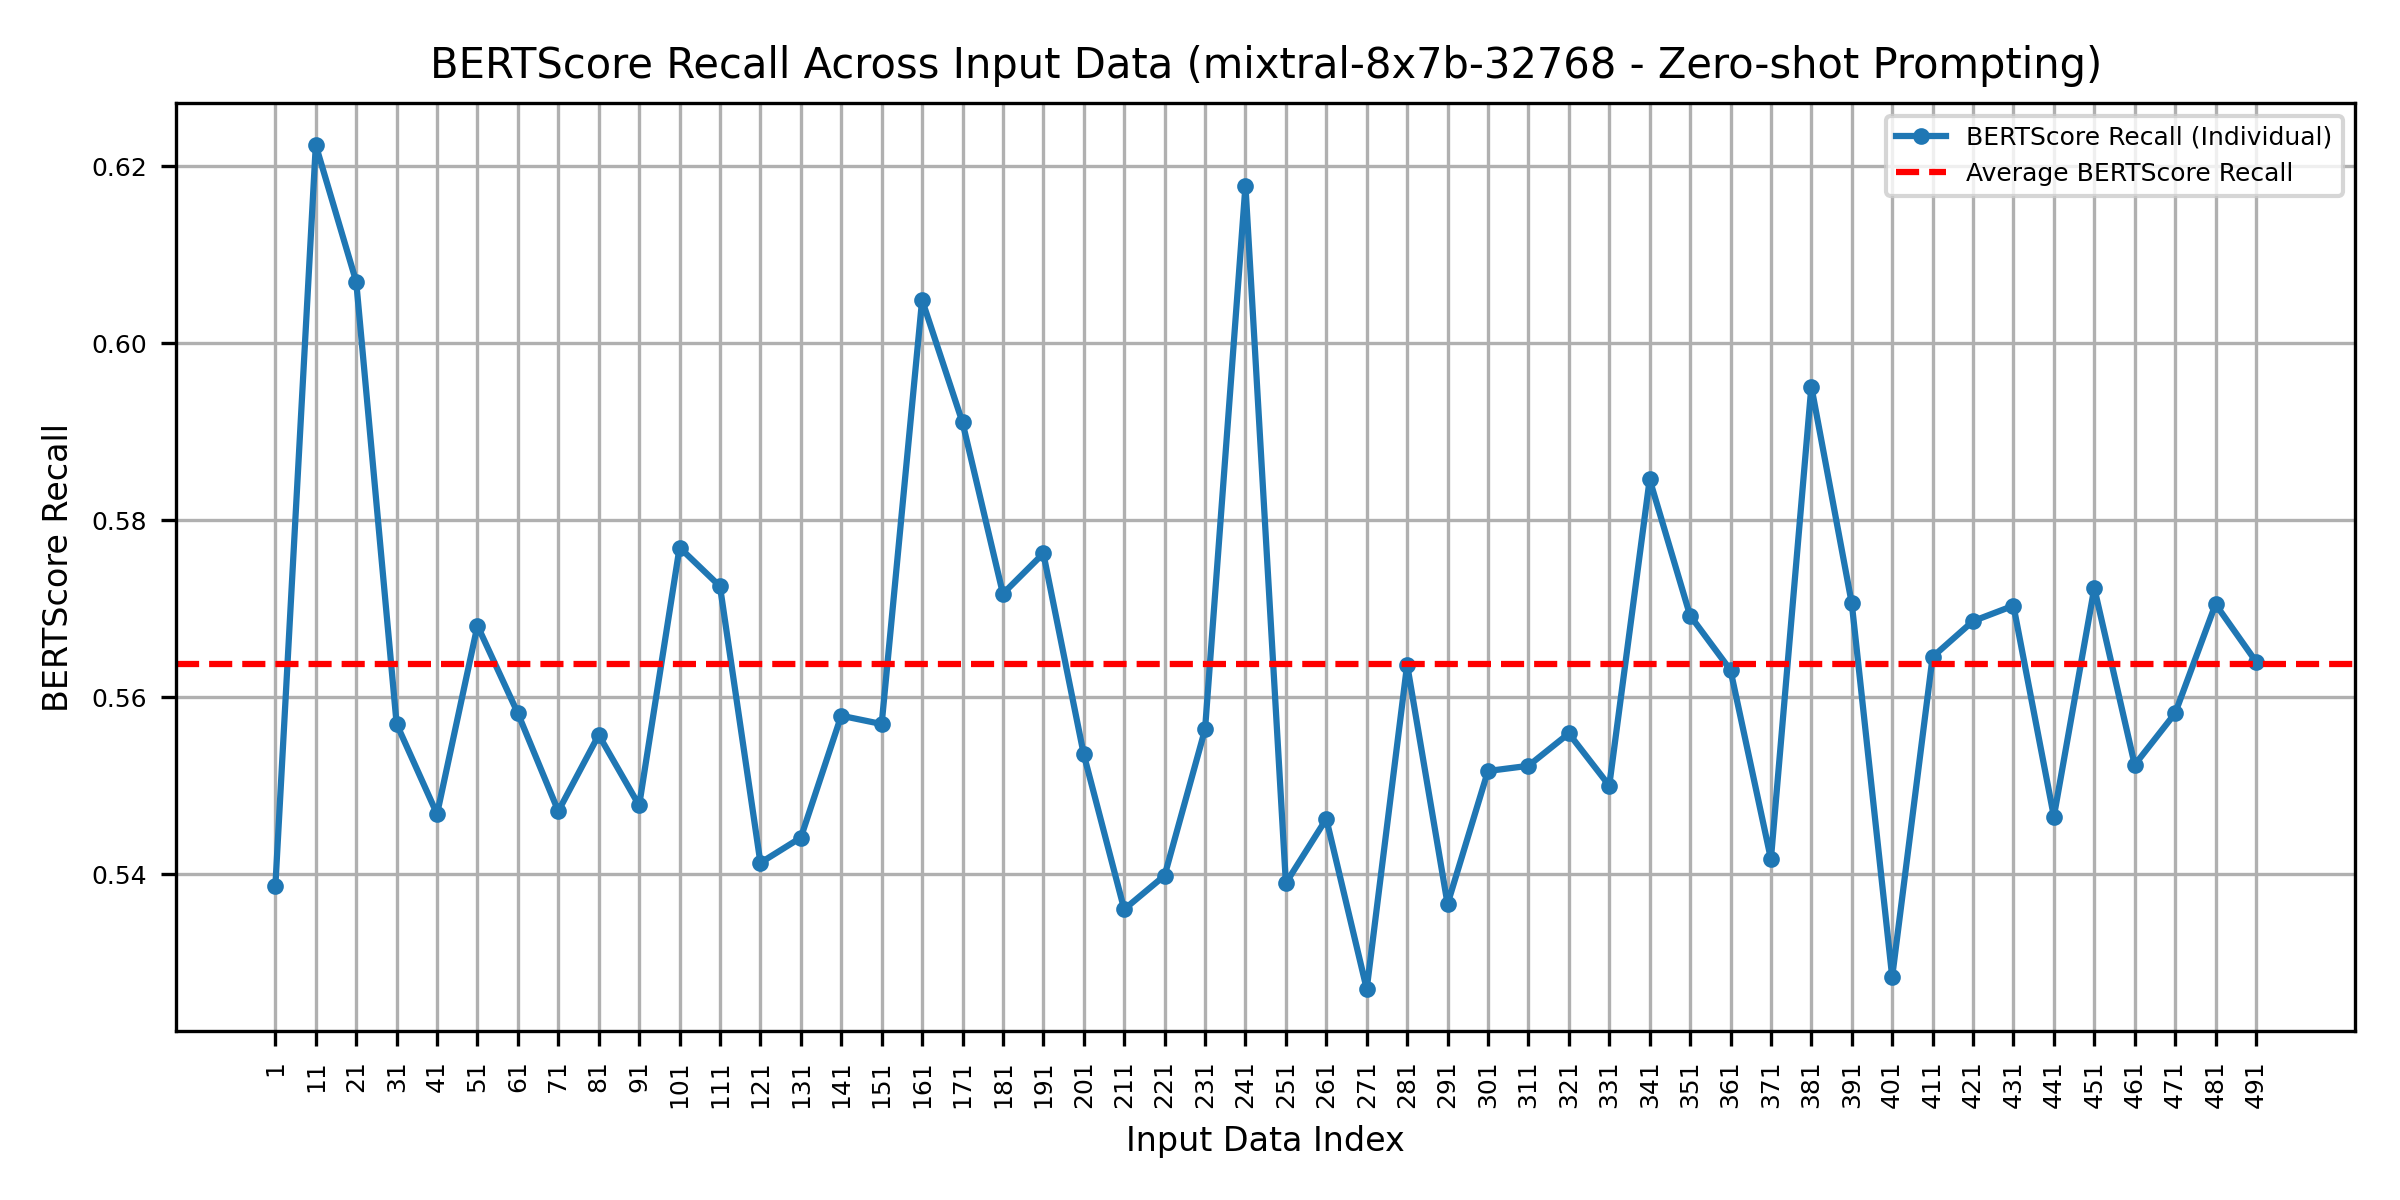 BERTScore Recall Across Input Data (mixtral-8x7b-32768 - Zero-shot Prompting)
BERTScore Recall (Individual)
Average BERTScore Recall
BERTScore Recall
0.62
0.60
0.58
0.56
0.54
1 11 21 31 41 51 61 71 81 91 101 111 121 131 141 151 161 171 181 191 201 211 221 231 241 251 261 271 281 291 301 311 321 331 341 351 361 371 381 391 401 411 421 431 441 451 461 471 481 491
Input Data Index